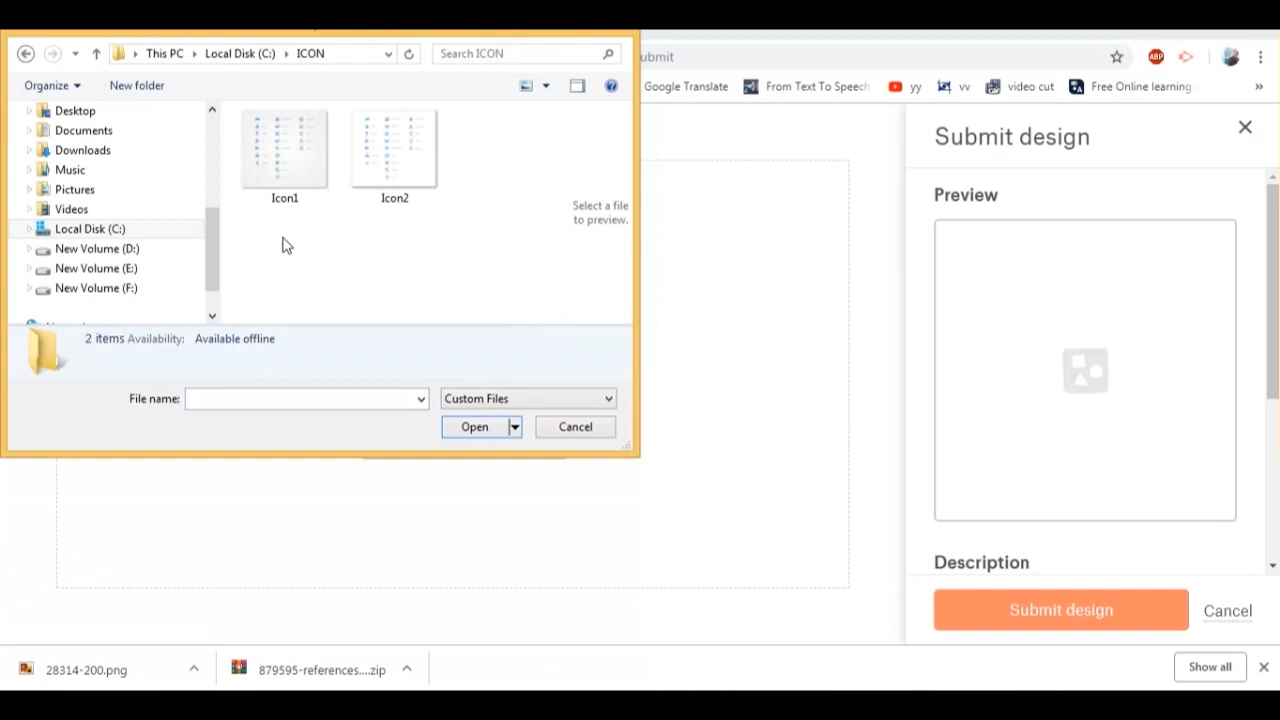 This PC
Local Disk (C:)
ICON
Search ICON
Organize
New folder
Desktop
Documents
Downloads
Music
Pictures
Videos
Local Disk (C:)
New Volume (D:)
New Volume (E:)
New Volume (F:)
Icon1
Icon2
Select a file
to preview.
2 items Availability: Available offline
File name:
Custom Files
Open
Cancel
ubmit
ABP
Google Translate
From Text To Speech
yy
vv
video cut
Free Online learning
»
Submit design
Preview
Description
Submit design
Cancel
28314-200.png
879595-references....zip
Show all